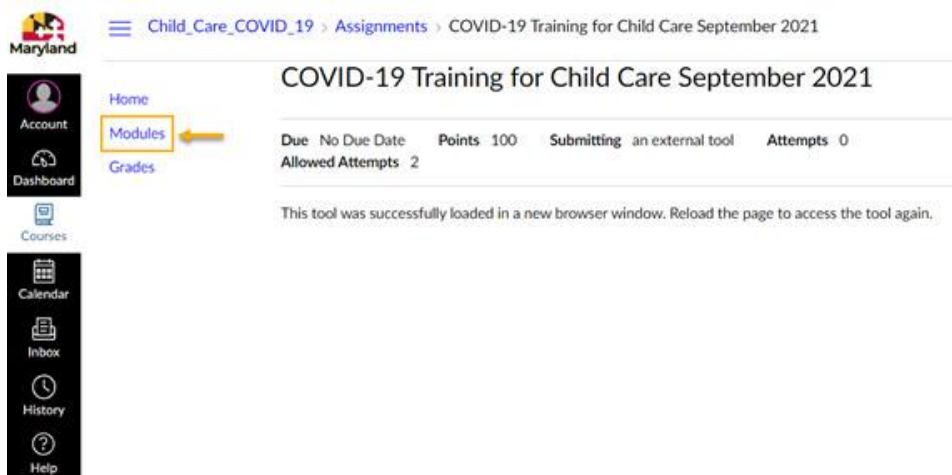 Maryland
Child_Care_COVID_19 > Assignments > COVID-19 Training for Child Care September 2021
Account
Dashboard
Courses
Calendar
Inbox
History
Help
Home
Modules
Grades
COVID-19 Training for Child Care September 2021
Due No Due Date Points 100 Submitting an external tool Attempts 0
Allowed Attempts 2
This tool was successfully loaded in a new browser window. Reload the page to access the tool again.